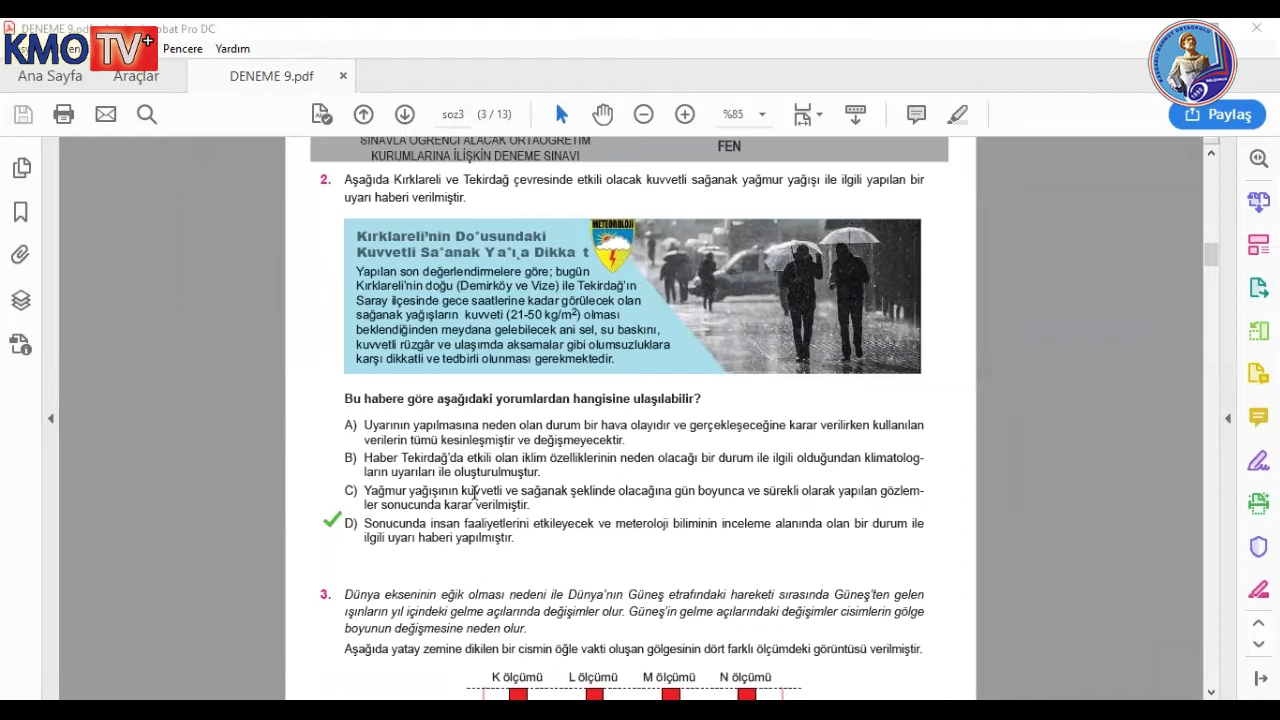 DENEME 9.pdf
bat Pro DC
KMO TV+
Pencere
Yardım
Ana Sayfa
Araçlar
DENEME 9.pdf
soz3
(3 / 13)
%85
Paylaş
SINAVLA ÖĞRENCİ ALACAK ORTAÖĞRETİM
KURUMLARINA İLİŞKİN DENEME SINAVI
FEN
2. Aşağıda Kırklareli ve Tekirdağ çevresinde etkili olacak kuvvetli sağanak yağmur yağışı ile ilgili yapılan bir
uyarı haberi verilmiştir.
METEOROLOJİ
Kırklareli’nin Do˚usundaki
Kuvvetli Sa˚anak Ya˚ı¸a Dikka t
Yapılan son değerlendirmelere göre; bugün
Kırklareli’nin doğu (Demirköy ve Vize) ile Tekirdağ’ın
Saray ilçesinde gece saatlerine kadar görülecek olan
sağanak yağışların kuvveti (21-50 kg/m²) olması
beklendiğinden meydana gelebilecek ani sel, su baskını,
kuvvetli rüzgâr ve ulaşımda aksamalar gibi olumsuzluklara
karşı dikkatli ve tedbirli olunması gerekmektedir.
Bu habere göre aşağıdaki yorumlardan hangisine ulaşılabilir?
A) Uyarının yapılmasına neden olan durum bir hava olayıdır ve gerçekleşeceğine karar verilirken kullanılan
verilerin tümü kesinleşmiştir ve değişmeyecektir.
B) Haber Tekirdağ’da etkili olan iklim özelliklerinin neden olacağı bir durum ile ilgili olduğundan klimatolog-
ların uyarıları ile oluşturulmuştur.
C) Yağmur yağışının kuvvetli ve sağanak şeklinde olacağına gün boyunca ve sürekli olarak yapılan gözlem-
ler sonucunda karar verilmiştir.
D) Sonucunda insan faaliyetlerini etkileyecek ve meteroloji biliminin inceleme alanında olan bir durum ile
ilgili uyarı haberi yapılmıştır.
3. Dünya ekseninin eğik olması nedeni ile Dünya’nın Güneş etrafındaki hareketi sırasında Güneş’ten gelen
ışınların yıl içindeki gelme açılarında değişimler olur. Güneş’in gelme açılarındaki değişimler cisimlerin gölge
boyunun değişmesine neden olur.
Aşağıda yatay zemine dikilen bir cismin öğle vakti oluşan gölgesinin dört farklı ölçümdeki görüntüsü verilmiştir.
K ölçümü L ölçümü M ölçümü N ölçümü